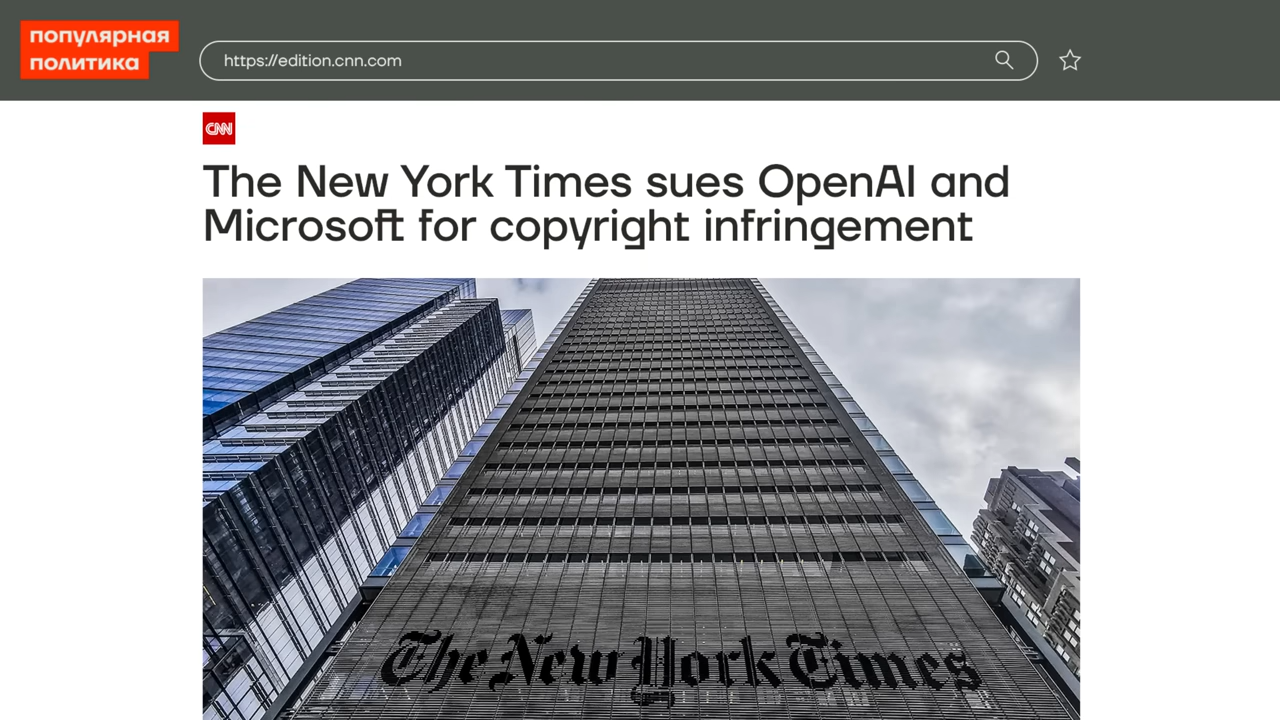 популярная
политика
https://edition.cnn.com
CNN
The New York Times sues OpenAI and
Microsoft for copyright infringement
The New York Times